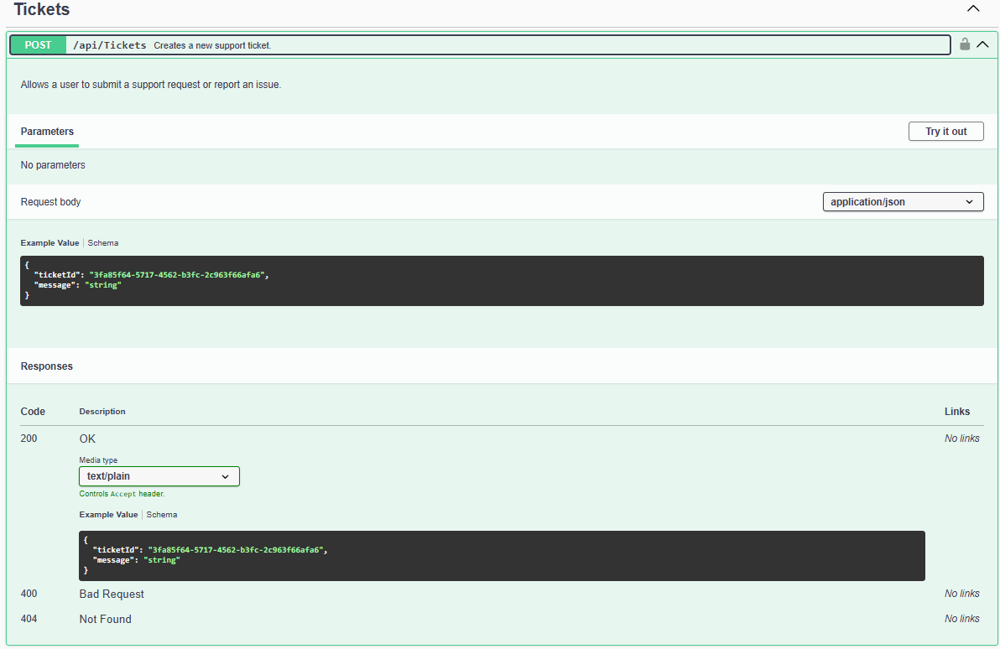 Tickets
POST /api/Tickets Creates a new support ticket.
Allows a user to submit a support request or report an issue.
Parameters
Try it out
No parameters
Request body
application/json
Example Value | Schema
{
  "ticketId": "3fa85f64-5717-4562-b3fc-2c963f66afa6",
  "message": "string"
}
Responses
Code Description Links
200 OK No links
Media type
text/plain
Controls Accept header.
Example Value | Schema
{
  "ticketId": "3fa85f64-5717-4562-b3fc-2c963f66afa6",
  "message": "string"
}
400 Bad Request No links
404 Not Found No links